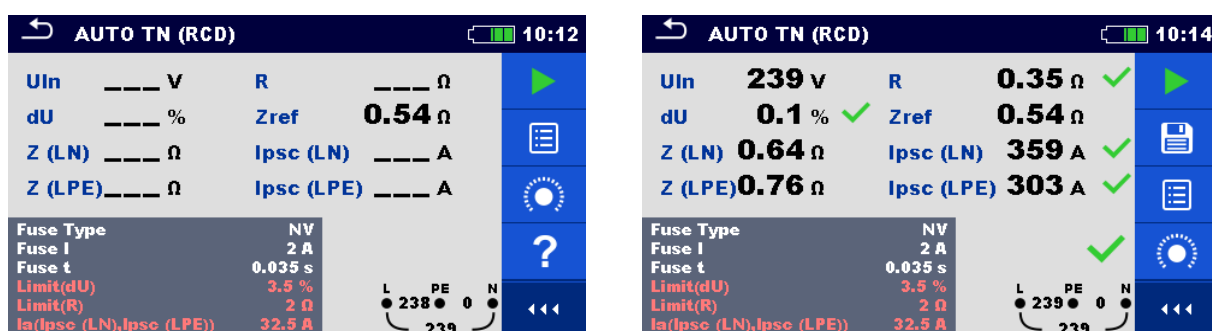 AUTO TN (RCD) 10:12
Uln ___ V R ___ Ω
dU ___ % Zref 0.54 Ω
Z (LN) ___ Ω Ipsc (LN) ___ A
Z (LPE)___ Ω Ipsc (LPE) ___ A
?
Fuse Type NV
Fuse I 2 A
Fuse t 0.035 s
Limit(dU) 3.5 %
Limit(R) 2 Ω
Ia(Ipsc (LN),Ipsc (LPE)) 32.5 A
L PE N
238 0
239
AUTO TN (RCD) 10:14
Uln 239 V R 0.35 Ω
dU 0.1 % Zref 0.54 Ω
Z (LN) 0.64 Ω Ipsc (LN) 359 A
Z (LPE)0.76 Ω Ipsc (LPE) 303 A
Fuse Type NV
Fuse I 2 A
Fuse t 0.035 s
Limit(dU) 3.5 %
Limit(R) 2 Ω
Ia(Ipsc (LN),Ipsc (LPE)) 32.5 A
L PE N
239 0
239